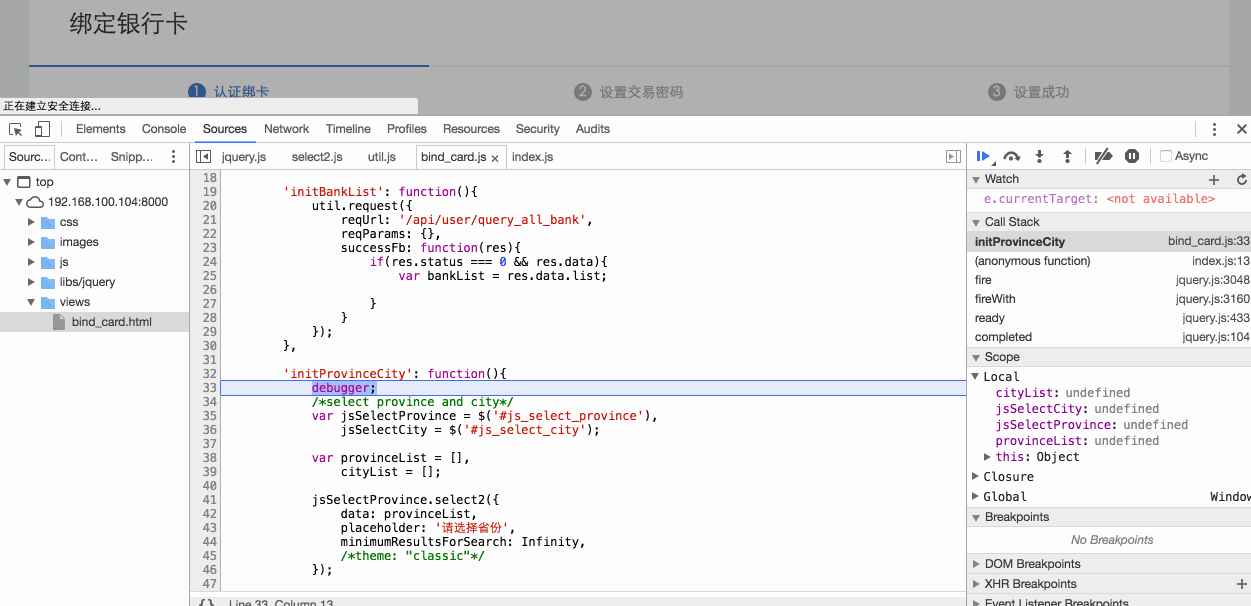 绑定银行卡
1 认证绑卡 2 设置交易密码 3 设置成功
正在建立安全连接...
Elements Console Sources Network Timeline Profiles Resources Security Audits
Sourc... Cont... Snipp... jquery.js select2.js util.js bind_card.js × index.js Async
top
192.168.100.104:8000
css
images
js
libs/jquery
views
bind_card.html
18
19 'initBankList': function(){
20 util.request({
21 reqUrl: '/api/user/query_all_bank',
22 reqParams: {},
23 successFb: function(res){
24 if(res.status === 0 && res.data){
25 var bankList = res.data.list;
26
27 }
28 }
29 });
30 },
31
32 'initProvinceCity': function(){
33 debugger;
34 /*select province and city*/
35 var jsSelectProvince = $('#js_select_province'),
36 jsSelectCity = $('#js_select_city');
37
38 var provinceList = [],
39 cityList = [];
40
41 jsSelectProvince.select2({
42 data: provinceList,
43 placeholder: '请选择省份',
44 minimumResultsForSearch: Infinity,
45 /*theme: "classic"*/
46 });
47
{} Line 33, Column 13
Watch
e.currentTarget: <not available>
Call Stack
initProvinceCity bind_card.js:33
(anonymous function) index.js:13
fire jquery.js:3048
fireWith jquery.js:3160
ready jquery.js:433
completed jquery.js:104
Scope
Local
cityList: undefined
jsSelectCity: undefined
jsSelectProvince: undefined
provinceList: undefined
this: Object
Closure
Global Window
Breakpoints
No Breakpoints
DOM Breakpoints
XHR Breakpoints
Event Listener Breakpoints